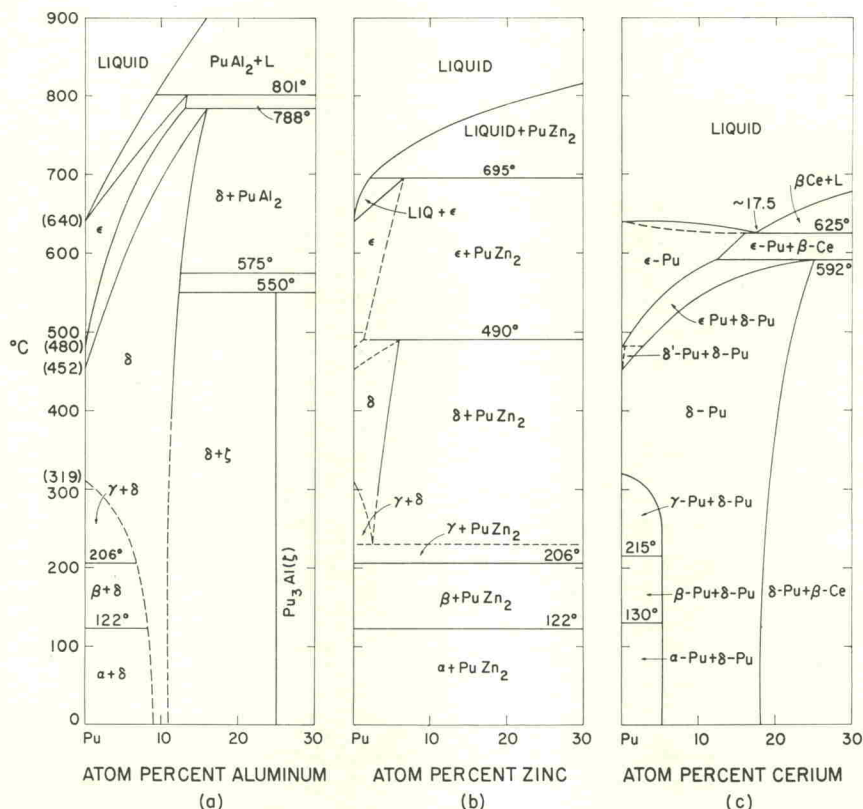 900
800
700
(640)
600
500
°C
(480)
(452)
400
(319)
300
200
100
0
LIQUID
PuAl₂+L
801°
788°
δ+PuAl₂
ϵ
575°
550°
δ
δ+ζ
γ+δ
206°
β+δ
122°
α+δ
Pu₃Al(ζ)
Pu 10 20 30
ATOM PERCENT ALUMINUM
(a)
LIQUID
LIQUID+PuZn₂
695°
LIQ+ϵ
ϵ
ϵ+PuZn₂
490°
δ
δ+PuZn₂
γ+δ
γ+PuZn₂
206°
β+PuZn₂
122°
α+PuZn₂
Pu 10 20 30
ATOM PERCENT ZINC
(b)
LIQUID
~17.5
βCe+L
625°
ϵ-Pu+β-Ce
ϵ-Pu
592°
ϵPu+δ-Pu
δ'-Pu+δ-Pu
δ-Pu
γ-Pu+δ-Pu
215°
β-Pu+δ-Pu
δ-Pu+β-Ce
130°
α-Pu+δ-Pu
Pu 10 20 30
ATOM PERCENT CERIUM
(c)